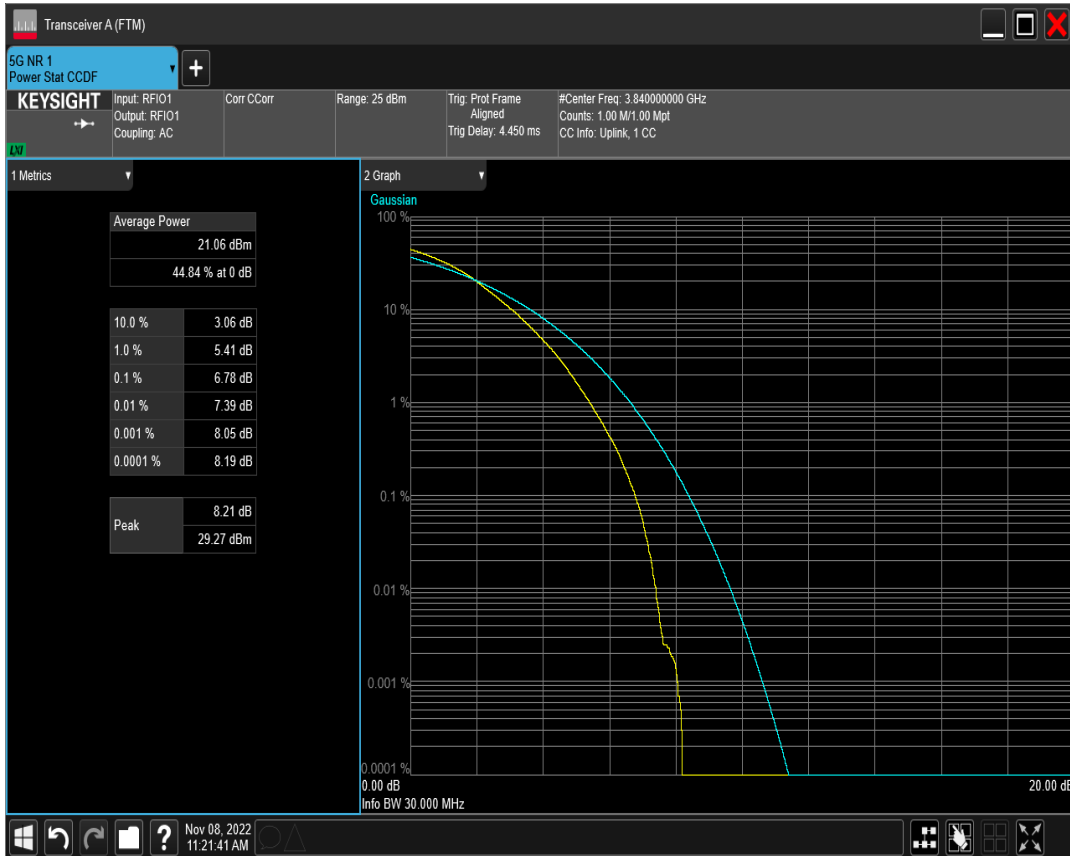 Transceiver A (FTM)
5G NR 1
Power Stat CCDF
+
KEYSIGHT
LXI
Input: RFIO1
Output: RFIO1
Coupling: AC
Corr CCorr
Range: 25 dBm
Trig: Prot Frame
Aligned
Trig Delay: 4.450 ms
#Center Freq: 3.840000000 GHz
Counts: 1.00 M/1.00 Mpt
CC Info: Uplink, 1 CC
1 Metrics
Average Power
21.06 dBm
44.84 % at 0 dB
10.0 % 3.06 dB
1.0 % 5.41 dB
0.1 % 6.78 dB
0.01 % 7.39 dB
0.001 % 8.05 dB
0.0001 % 8.19 dB
Peak
8.21 dB
29.27 dBm
2 Graph
Gaussian
100 %
10 %
1 %
0.1 %
0.01 %
0.001 %
0.0001 %
0.00 dB 20.00 dB
Info BW 30.000 MHz
?
Nov 08, 2022
11:21:41 AM